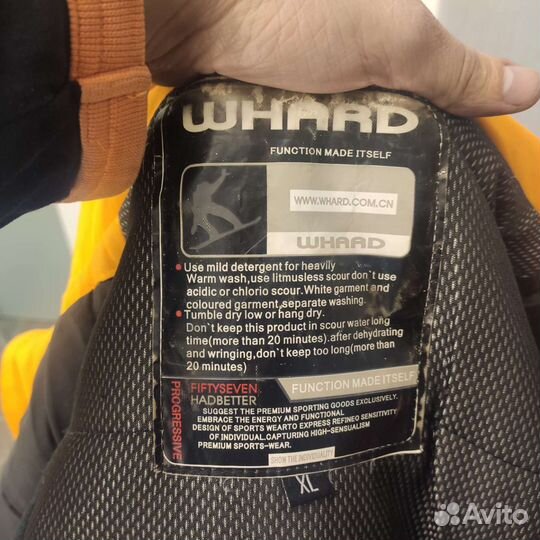 WHARD
FUNCTION MADE ITSELF
WWW.WHARD.COM.CN
WHARD
Use mild detergent for heavily
Warm wash,use litmusless scour don`t use
acidic or chlorio scour.White garment and
coloured garment,separate washing.
Tumble dry low or hang dry.
Don`t keep this product in scour water long
time(more than 20 minutes).after dehydrating
and wringing,don`t keep too long(more than
20 minutes)
PROGRESSIVE
FIFTYSEVEN
HADBETTER
FUNCTION MADE ITSELF
SUGGEST THE PREMIUM SPORTING GOODS EXCLUSIVELY.
EMBRACE THE ENERGY AND FUNCTIONAL
DESIGN OF SPORTS WEARTO EXPRESS REFINEO SENSITIVITY
OF INDIVIDUAL.CAPTURING HIGH-SENSUALISM
PREMIUM SPORTS-WEAR.
SHOW THE INDIVIDUALITY
XL
Avito